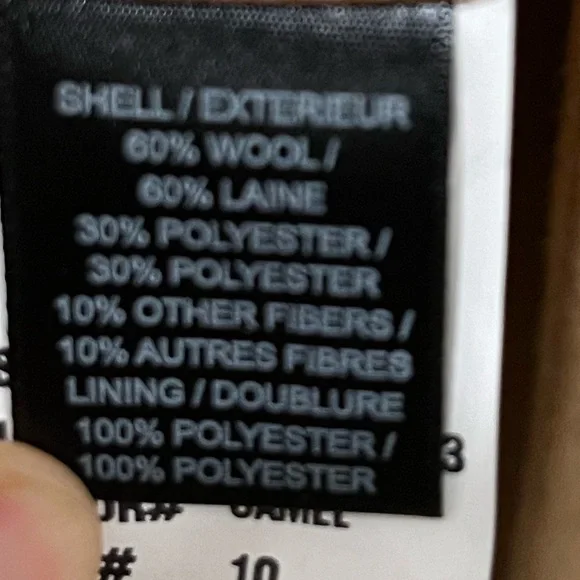 SHELL / EXTERIEUR
60% WOOL /
60% LAINE
30% POLYESTER /
30% POLYESTER
10% OTHER FIBERS /
10% AUTRES FIBRES
LINING / DOUBLURE
100% POLYESTER /
100% POLYESTER
3
CAMEL
# 10